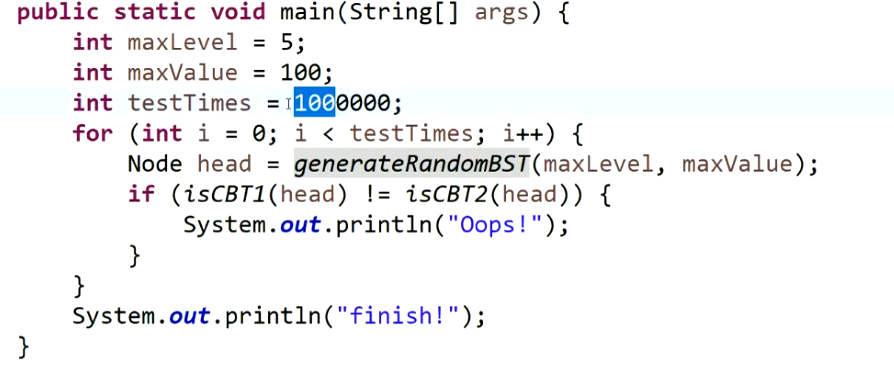 public static void main(String[] args) {
    int maxLevel = 5;
    int maxValue = 100;
    int testTimes = 1000000;
    for (int i = 0; i < testTimes; i++) {
        Node head = generateRandomBST(maxLevel, maxValue);
        if (isCBT1(head) != isCBT2(head)) {
            System.out.println("Oops!");
        }
    }
    System.out.println("finish!");
}